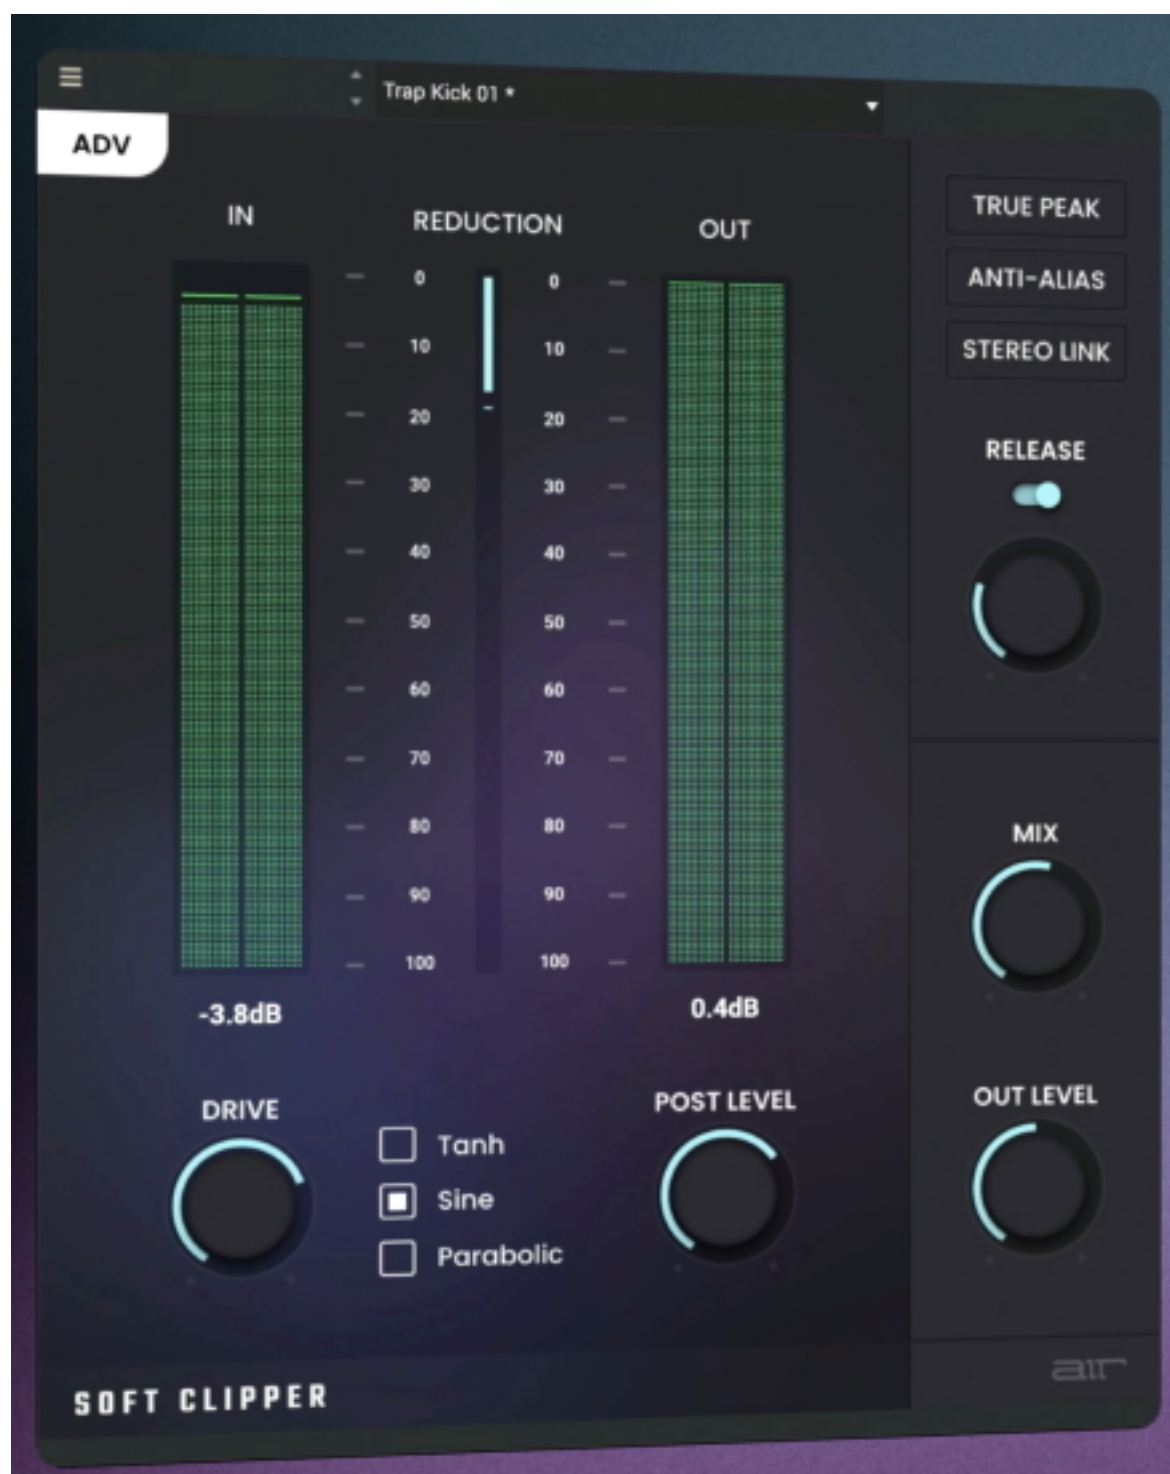 Trap Kick 01 *
ADV
IN REDUCTION OUT
0 0
10 10
20 20
30 30
40 40
50 50
60 60
70 70
80 80
90 90
100 100
-3.8dB 0.4dB
DRIVE
Tanh
Sine
Parabolic
POST LEVEL
TRUE PEAK
ANTI-ALIAS
STEREO LINK
RELEASE
MIX
OUT LEVEL
SOFT CLIPPER
air